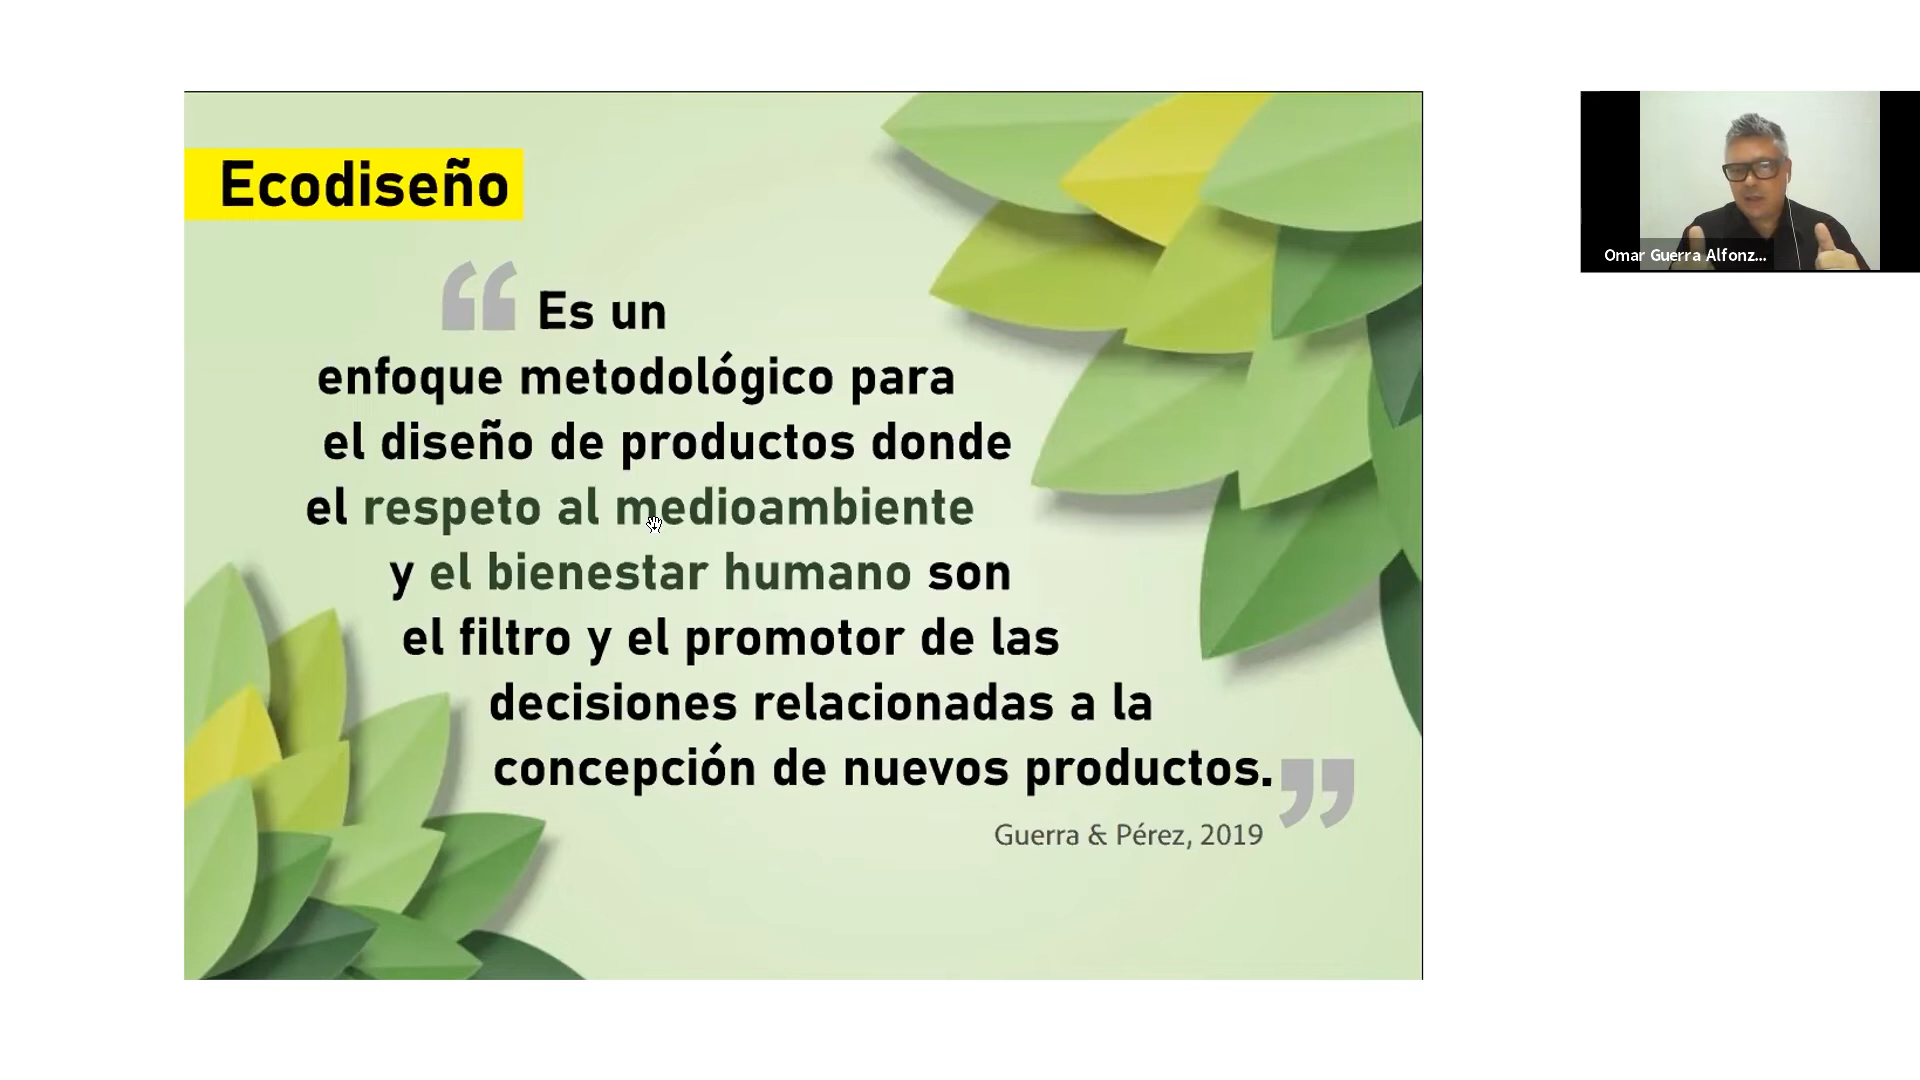 Ecodiseño
“ Es un
enfoque metodológico para
el diseño de productos donde
el respeto al medioambiente
y el bienestar humano son
el filtro y el promotor de las
decisiones relacionadas a la
concepción de nuevos productos. ”
Guerra & Pérez, 2019
Omar Guerra Alfonz...